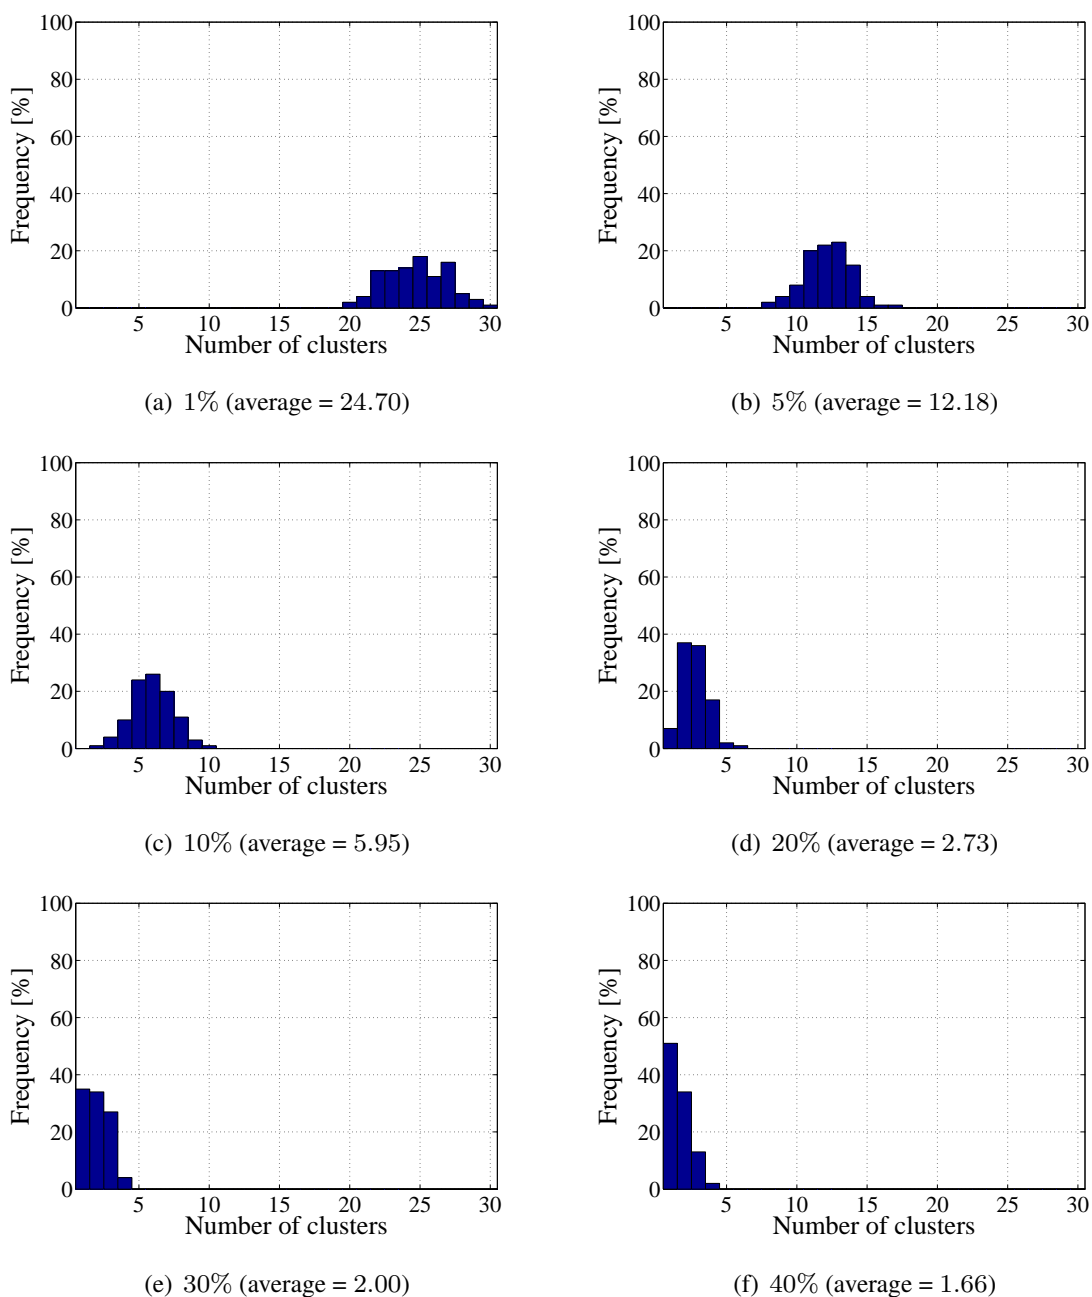 100
80
60
40
20
0
Frequency [%]
5 10 15 20 25 30
Number of clusters
(a) 1% (average = 24.70)
100
80
60
40
20
0
Frequency [%]
5 10 15 20 25 30
Number of clusters
(b) 5% (average = 12.18)
100
80
60
40
20
0
Frequency [%]
5 10 15 20 25 30
Number of clusters
(c) 10% (average = 5.95)
100
80
60
40
20
0
Frequency [%]
5 10 15 20 25 30
Number of clusters
(d) 20% (average = 2.73)
100
80
60
40
20
0
Frequency [%]
5 10 15 20 25 30
Number of clusters
(e) 30% (average = 2.00)
100
80
60
40
20
0
Frequency [%]
5 10 15 20 25 30
Number of clusters
(f) 40% (average = 1.66)